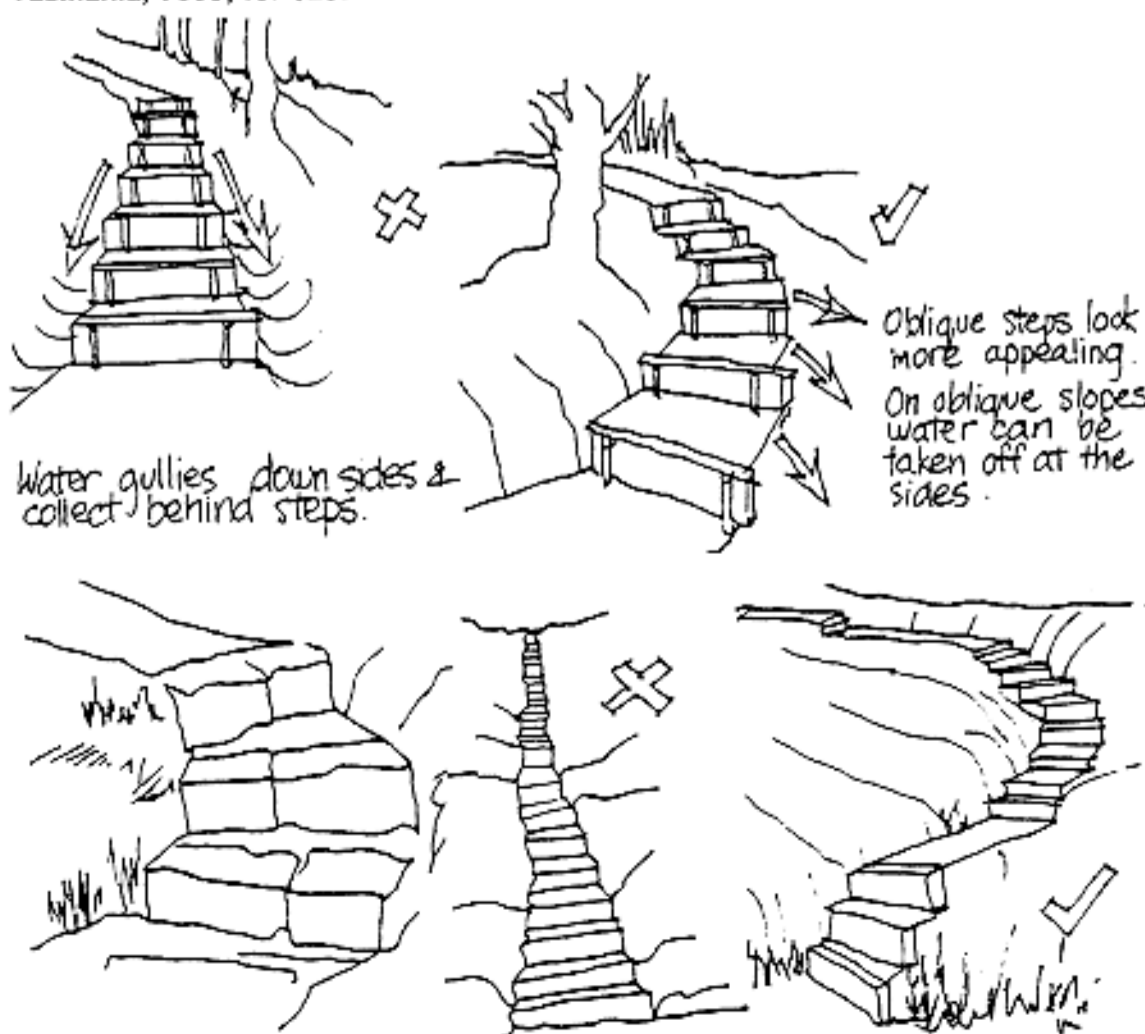 Oblique steps look
more appealing.
On oblique slopes
water can be
taken off at the
sides.
Water gullies down sides &
collect behind steps.